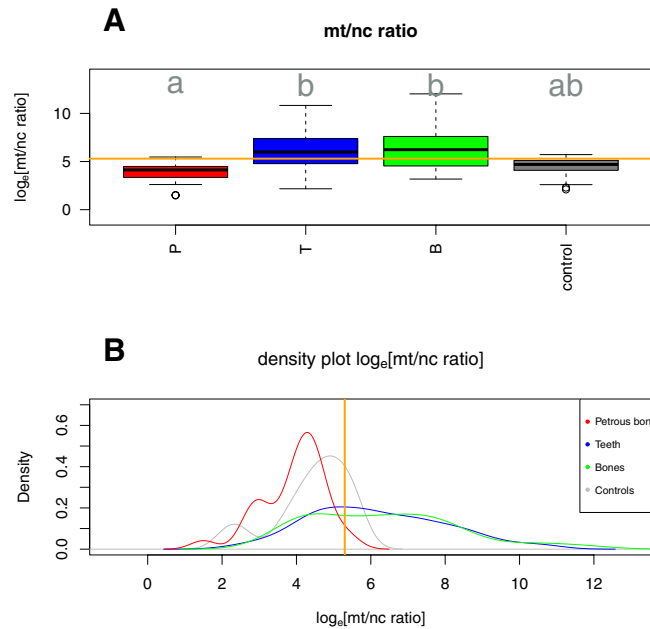 A
mt/nc ratio
a b b ab
logₑ[mt/nc ratio]
10
5
0
P T B control
B
density plot logₑ[mt/nc ratio]
Density
0.6
0.4
0.2
0.0
Petrous bon
Teeth
Bones
Controls
0 2 4 6 8 10 12
logₑ[mt/nc ratio]